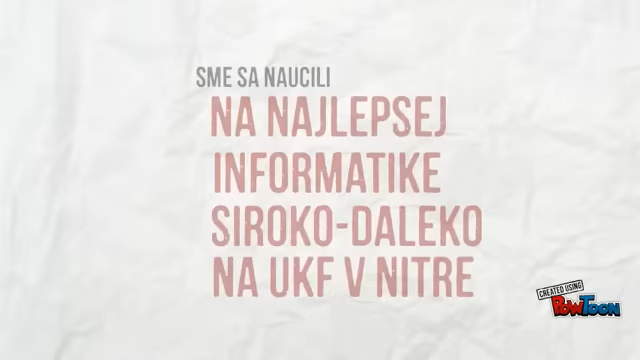 SME SA NAUCILI
NA NAJLEPSEJ
INFORMATIKE
SIROKO-DALEKO
NA UKF V NITRE
CREATED USING
POWTOON